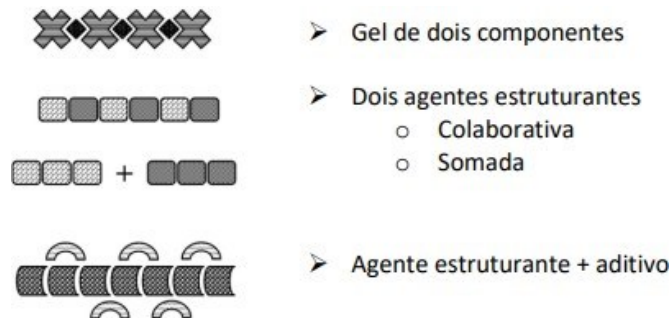 ➢ Gel de dois componentes
➢ Dois agentes estruturantes
o Colaborativa
o Somada
+
➢ Agente estruturante + aditivo